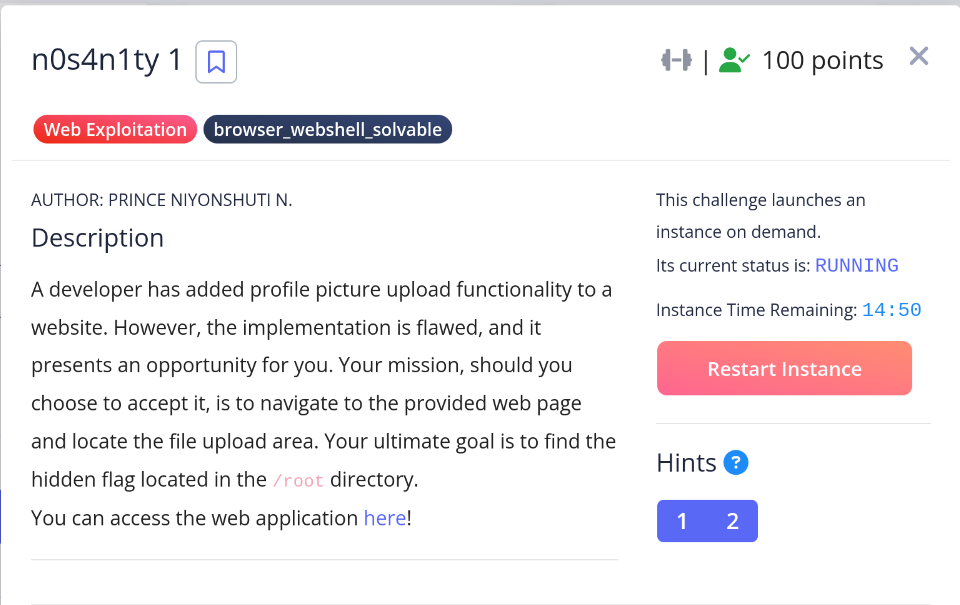 n0s4n1ty 1
| 100 points
Web Exploitation browser_webshell_solvable
AUTHOR: PRINCE NIYONSHUTI N.
Description
A developer has added profile picture upload functionality to a
website. However, the implementation is flawed, and it
presents an opportunity for you. Your mission, should you
choose to accept it, is to navigate to the provided web page
and locate the file upload area. Your ultimate goal is to find the
hidden flag located in the /root directory.
You can access the web application here!
This challenge launches an
instance on demand.
Its current status is: RUNNING
Instance Time Remaining: 14:50
Restart Instance
Hints ?
1 2